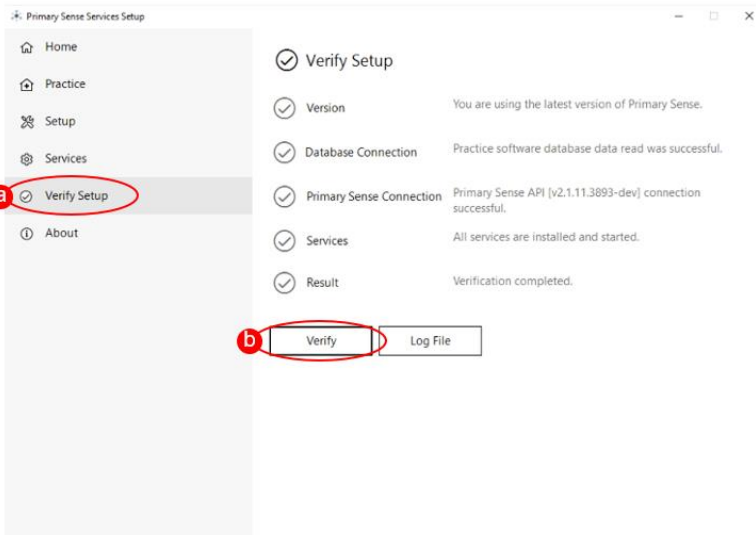 Primary Sense Services Setup
Home
Practice
Setup
Services
a
Verify Setup
About
Verify Setup
Version
You are using the latest version of Primary Sense.
Database Connection
Practice software database data read was successful.
Primary Sense Connection
Primary Sense API [v2.1.11.3893-dev] connection
successful.
Services
All services are installed and started.
Result
Verification completed.
b
Verify
Log File